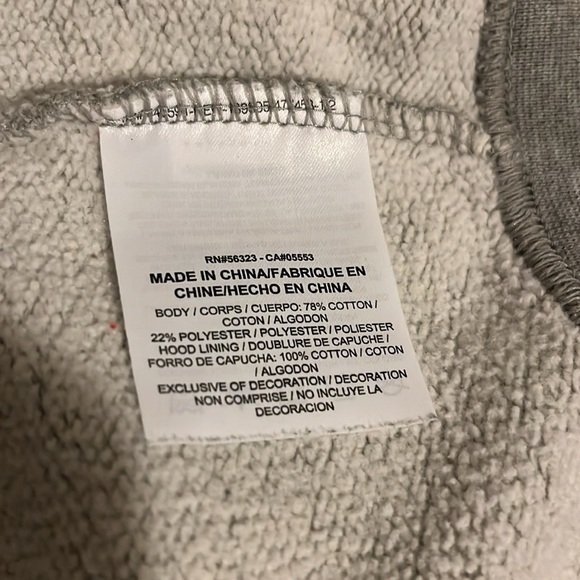 RN#56323 - CA#05553
MADE IN CHINA/FABRIQUE EN
CHINE/HECHO EN CHINA
BODY / CORPS / CUERPO: 78% COTTON /
COTON / ALGODON
22% POLYESTER / POLYESTER / POLIESTER
HOOD LINING / DOUBLURE DE CAPUCHE /
FORRO DE CAPUCHA: 100% COTTON / COTON
/ ALGODON
EXCLUSIVE OF DECORATION / DECORATION
NON COMPRISE / NO INCLUYE LA
DECORACION